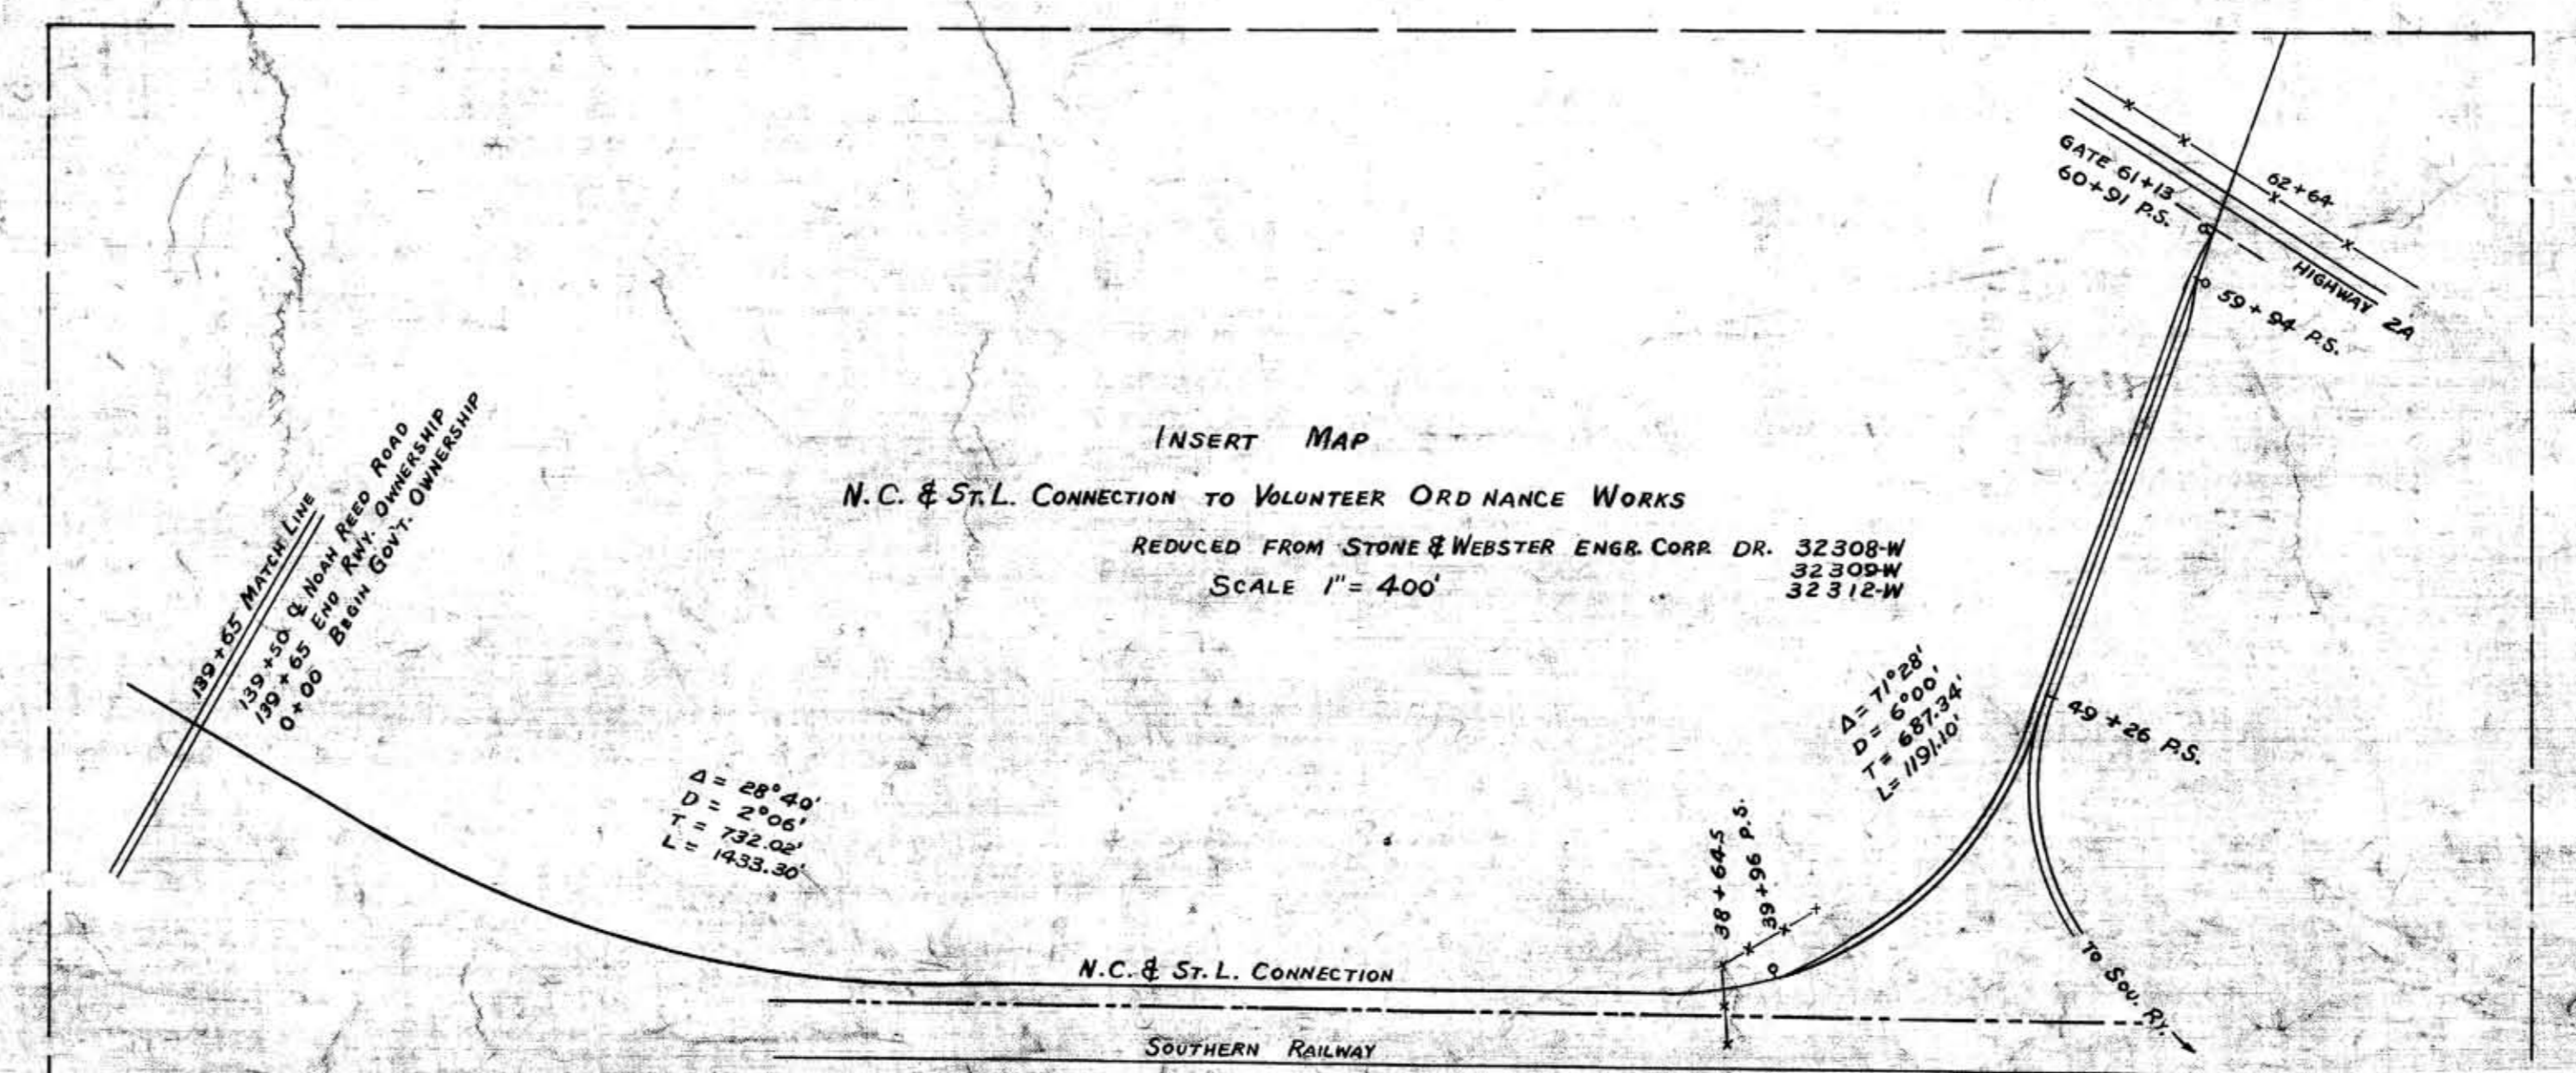 INSERT MAP
N.C. & ST.L. CONNECTION TO VOLUNTEER ORD NANCE WORKS
REDUCED FROM STONE & WEBSTER ENGR. CORP. DR. 32308-W
32309-W
32312-W
SCALE 1" = 400'
139+65 MATCH LINE
139+50 ℄ NOAH REED ROAD
139+65 END RWY. OWNERSHIP
0+00 BEGIN GOV'T. OWNERSHIP
Δ = 28°40'
D = 2°06'
T = 732.02'
L = 1433.30'
N.C. & ST. L. CONNECTION
SOUTHERN RAILWAY
38+64.5
39+96 P.S.
Δ = 71°28'
D = 6°00'
T = 687.34'
L = 1191.10'
49+26 P.S.
TO SOU. RY.
GATE 61+13
60+91 P.S.
62+64
HIGHWAY 2A
59+94 P.S.